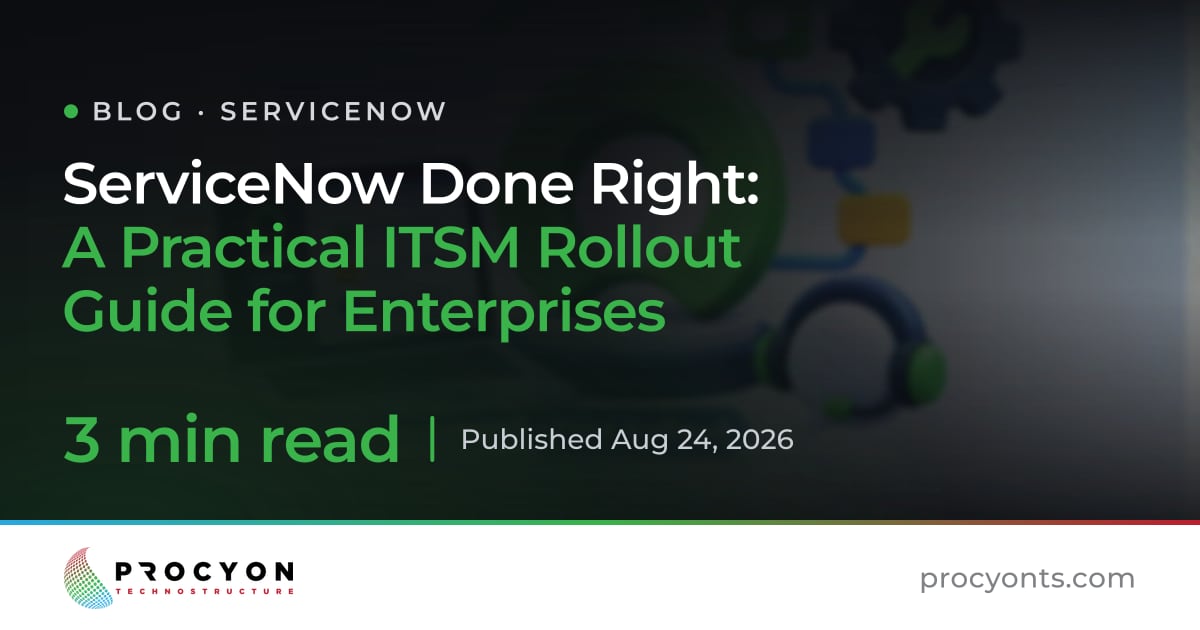 BLOG · SERVICENOW
ServiceNow Done Right:
A Practical ITSM Rollout
Guide for Enterprises
3 min read
Published Aug 24, 2026
PROCYON
TECHNOSTRUCTURE
procyonts.com